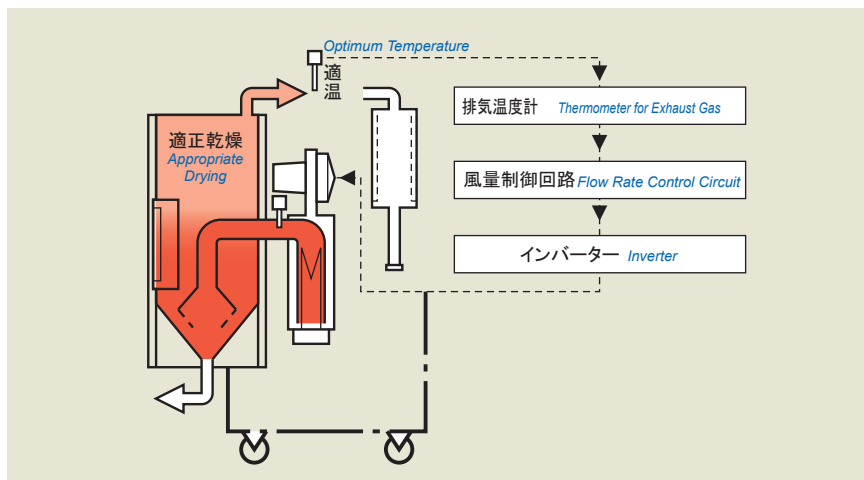 Optimum Temperature
適
温
排気温度計 Thermometer for Exhaust Gas
適正乾燥
Appropriate
Drying
風量制御回路 Flow Rate Control Circuit
インバーター Inverter